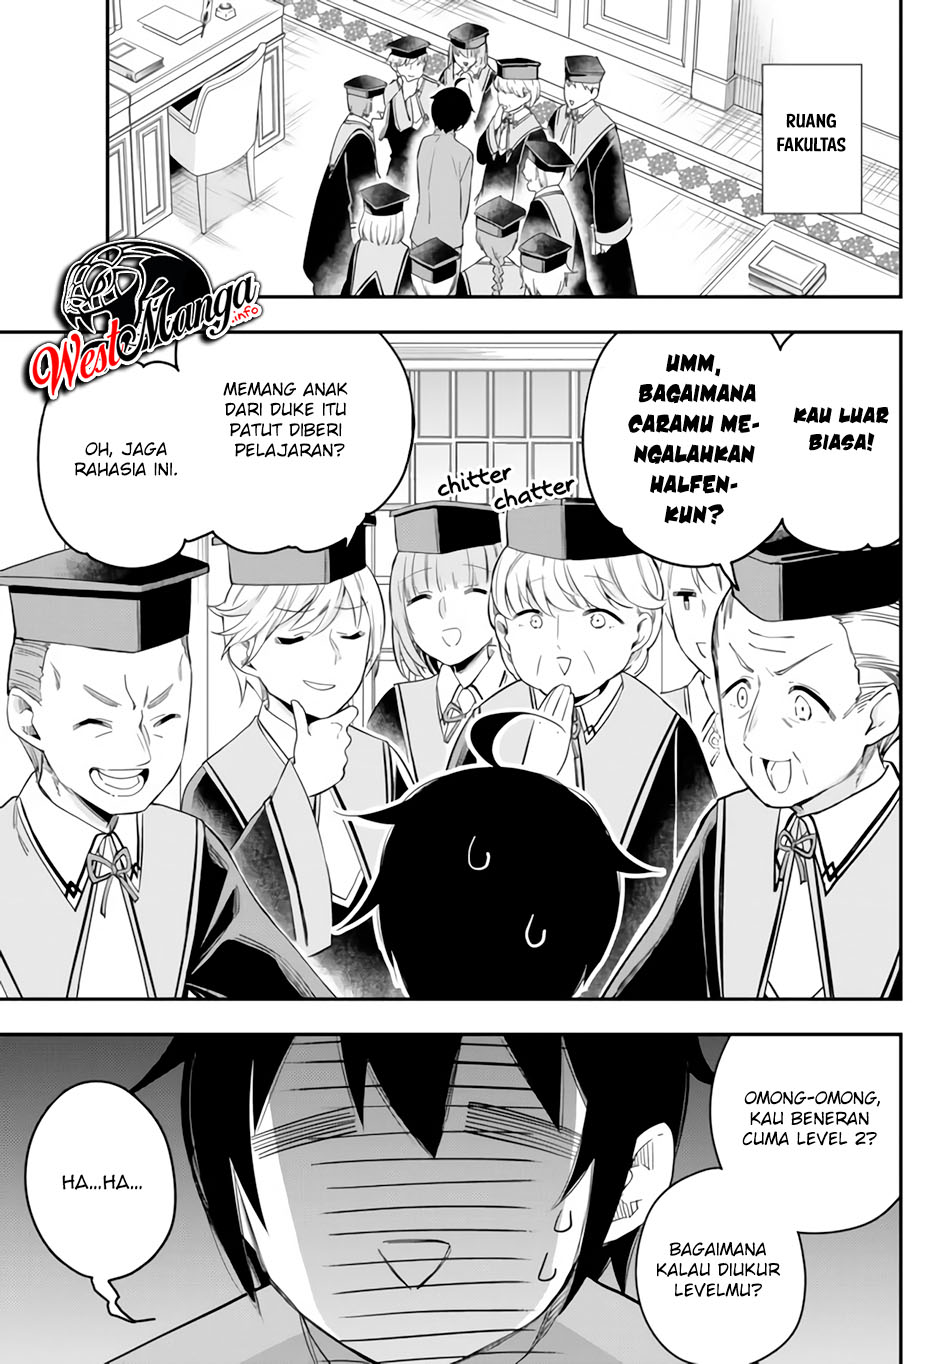 RUANG
FAKULTAS
WestManga
.info
KAU LUAR
BIASA!
UMM,
BAGAIMANA
CARAMU ME-
NGALAHKAN
HALFEN-
KUN?
chitter
chatter
MEMANG ANAK
DARI DUKE ITU
PATUT DIBERI
PELAJARAN?
OH, JAGA
RAHASIA INI.
OMONG-OMONG,
KAU BENERAN
CUMA LEVEL 2?
BAGAIMANA
KALAU DIUKUR
LEVELMU?
HA...HA...